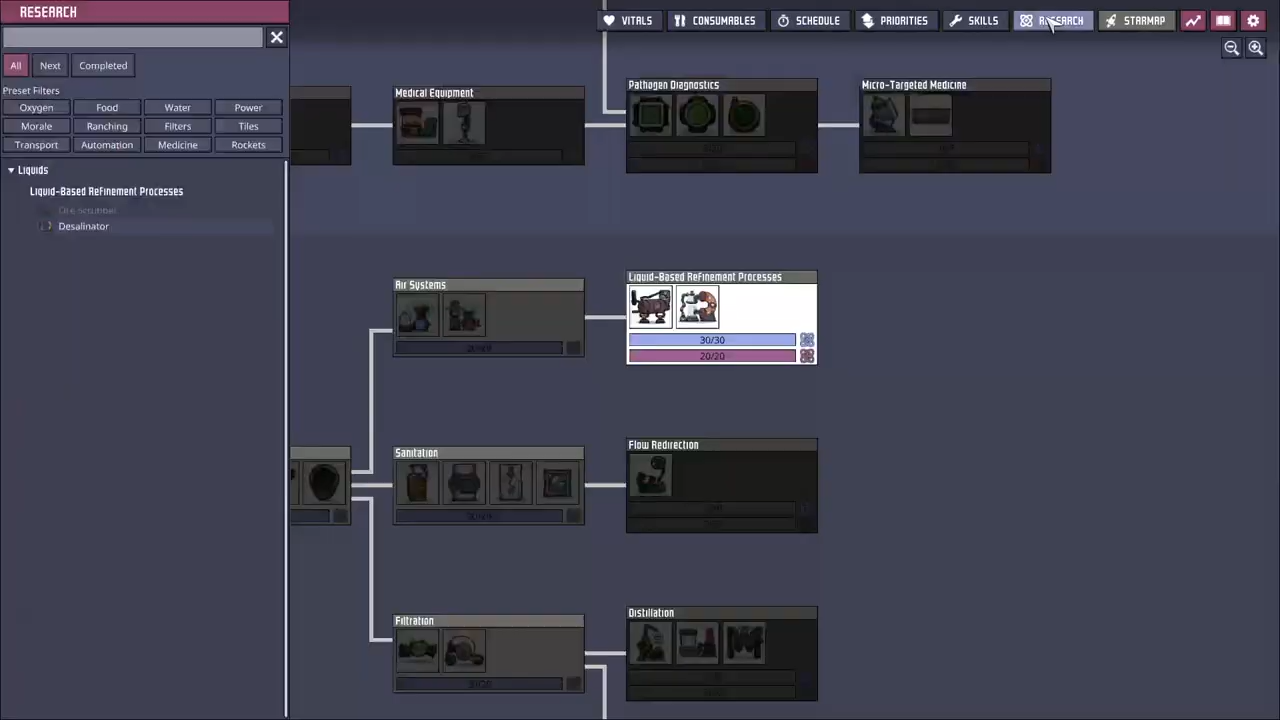 RESEARCH
VITALS
CONSUMABLES
SCHEDULE
PRIORITIES
SKILLS
RESEARCH
STARMAP
All
Next
Completed
Preset Filters
Oxygen
Food
Water
Power
Morale
Ranching
Filters
Tiles
Transport
Automation
Medicine
Rockets
Liquids
Liquid-Based Refinement Processes
Ore Scrubber
Desalinator
Medical Equipment
Pathogen Diagnostics
Micro-Targeted Medicine
Air Systems
Liquid-Based Refinement Processes
30/30
20/20
Sanitation
Flow Redirection
Filtration
Distillation